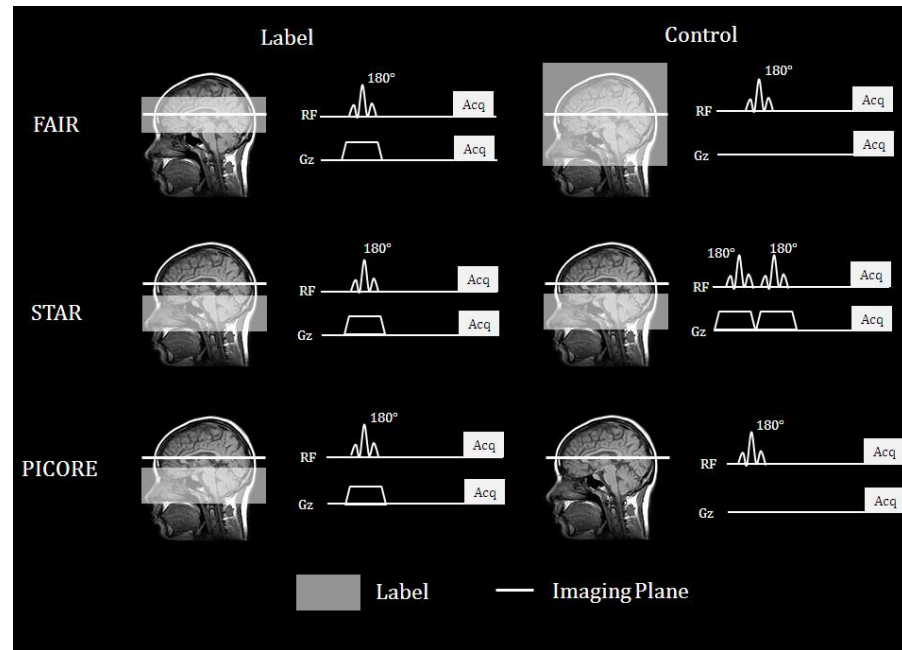 Label
Control
FAIR
180°
RF
Acq
Gz
Acq
180°
RF
Acq
Gz
Acq
STAR
180°
RF
Acq
Gz
Acq
180°
180°
RF
Acq
Gz
Acq
PICORE
180°
RF
Acq
Gz
Acq
180°
RF
Acq
Gz
Acq
Label
Imaging Plane